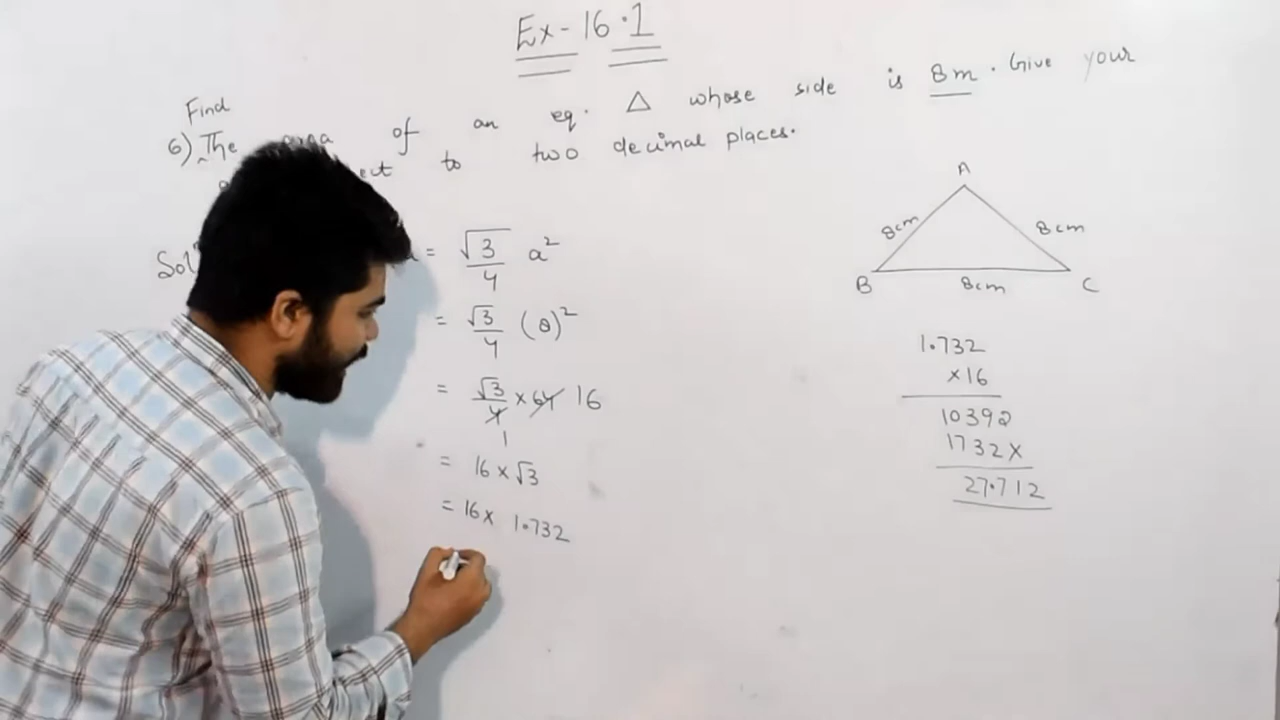 Ex-16.1
Find
6) The area of an eq. △ whose side is 8m. Give your
to two decimal places.
Sol
= √3/4 a²
= √3/4 (8)²
= √3/4 × 64 16
1
= 16 × √3
= 16 × 1.732
A
8cm 8cm
B 8cm C
1.732
×16
10392
1732×
27.712